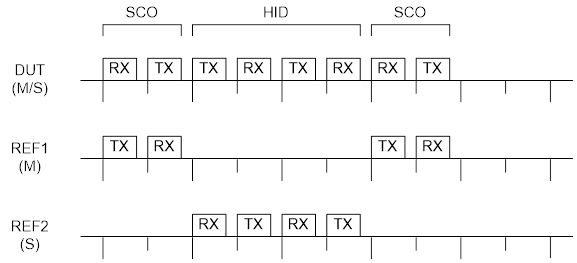 SCO HID SCO
DUT RX TX TX RX TX RX RX TX
(M/S)
REF1 TX RX TX RX
(M)
REF2 RX TX RX TX
(S)